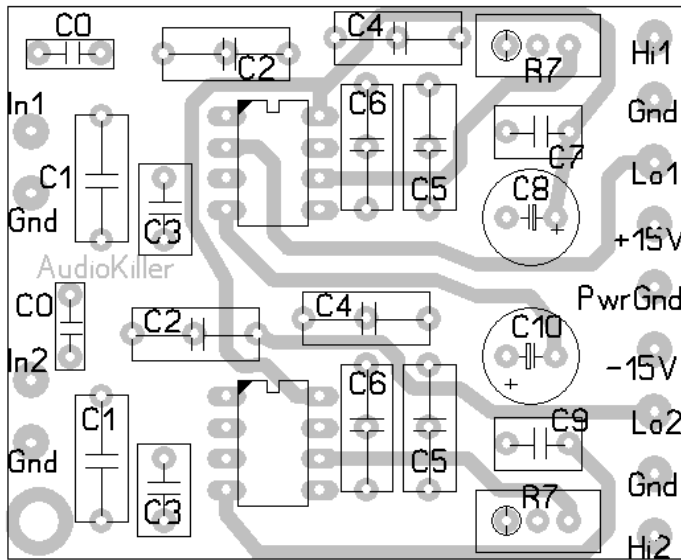 C0
C2
C4
R7
Hi1
In1
C6
Gnd
C1
C5
C7
Lo1
Gnd
C3
C8
+
+15V
AudioKiller
C0
C2
C4
PwrGnd
C10
In2
C6
+
-15V
C1
C9
Lo2
Gnd
C5
Gnd
C3
R7
Hi2